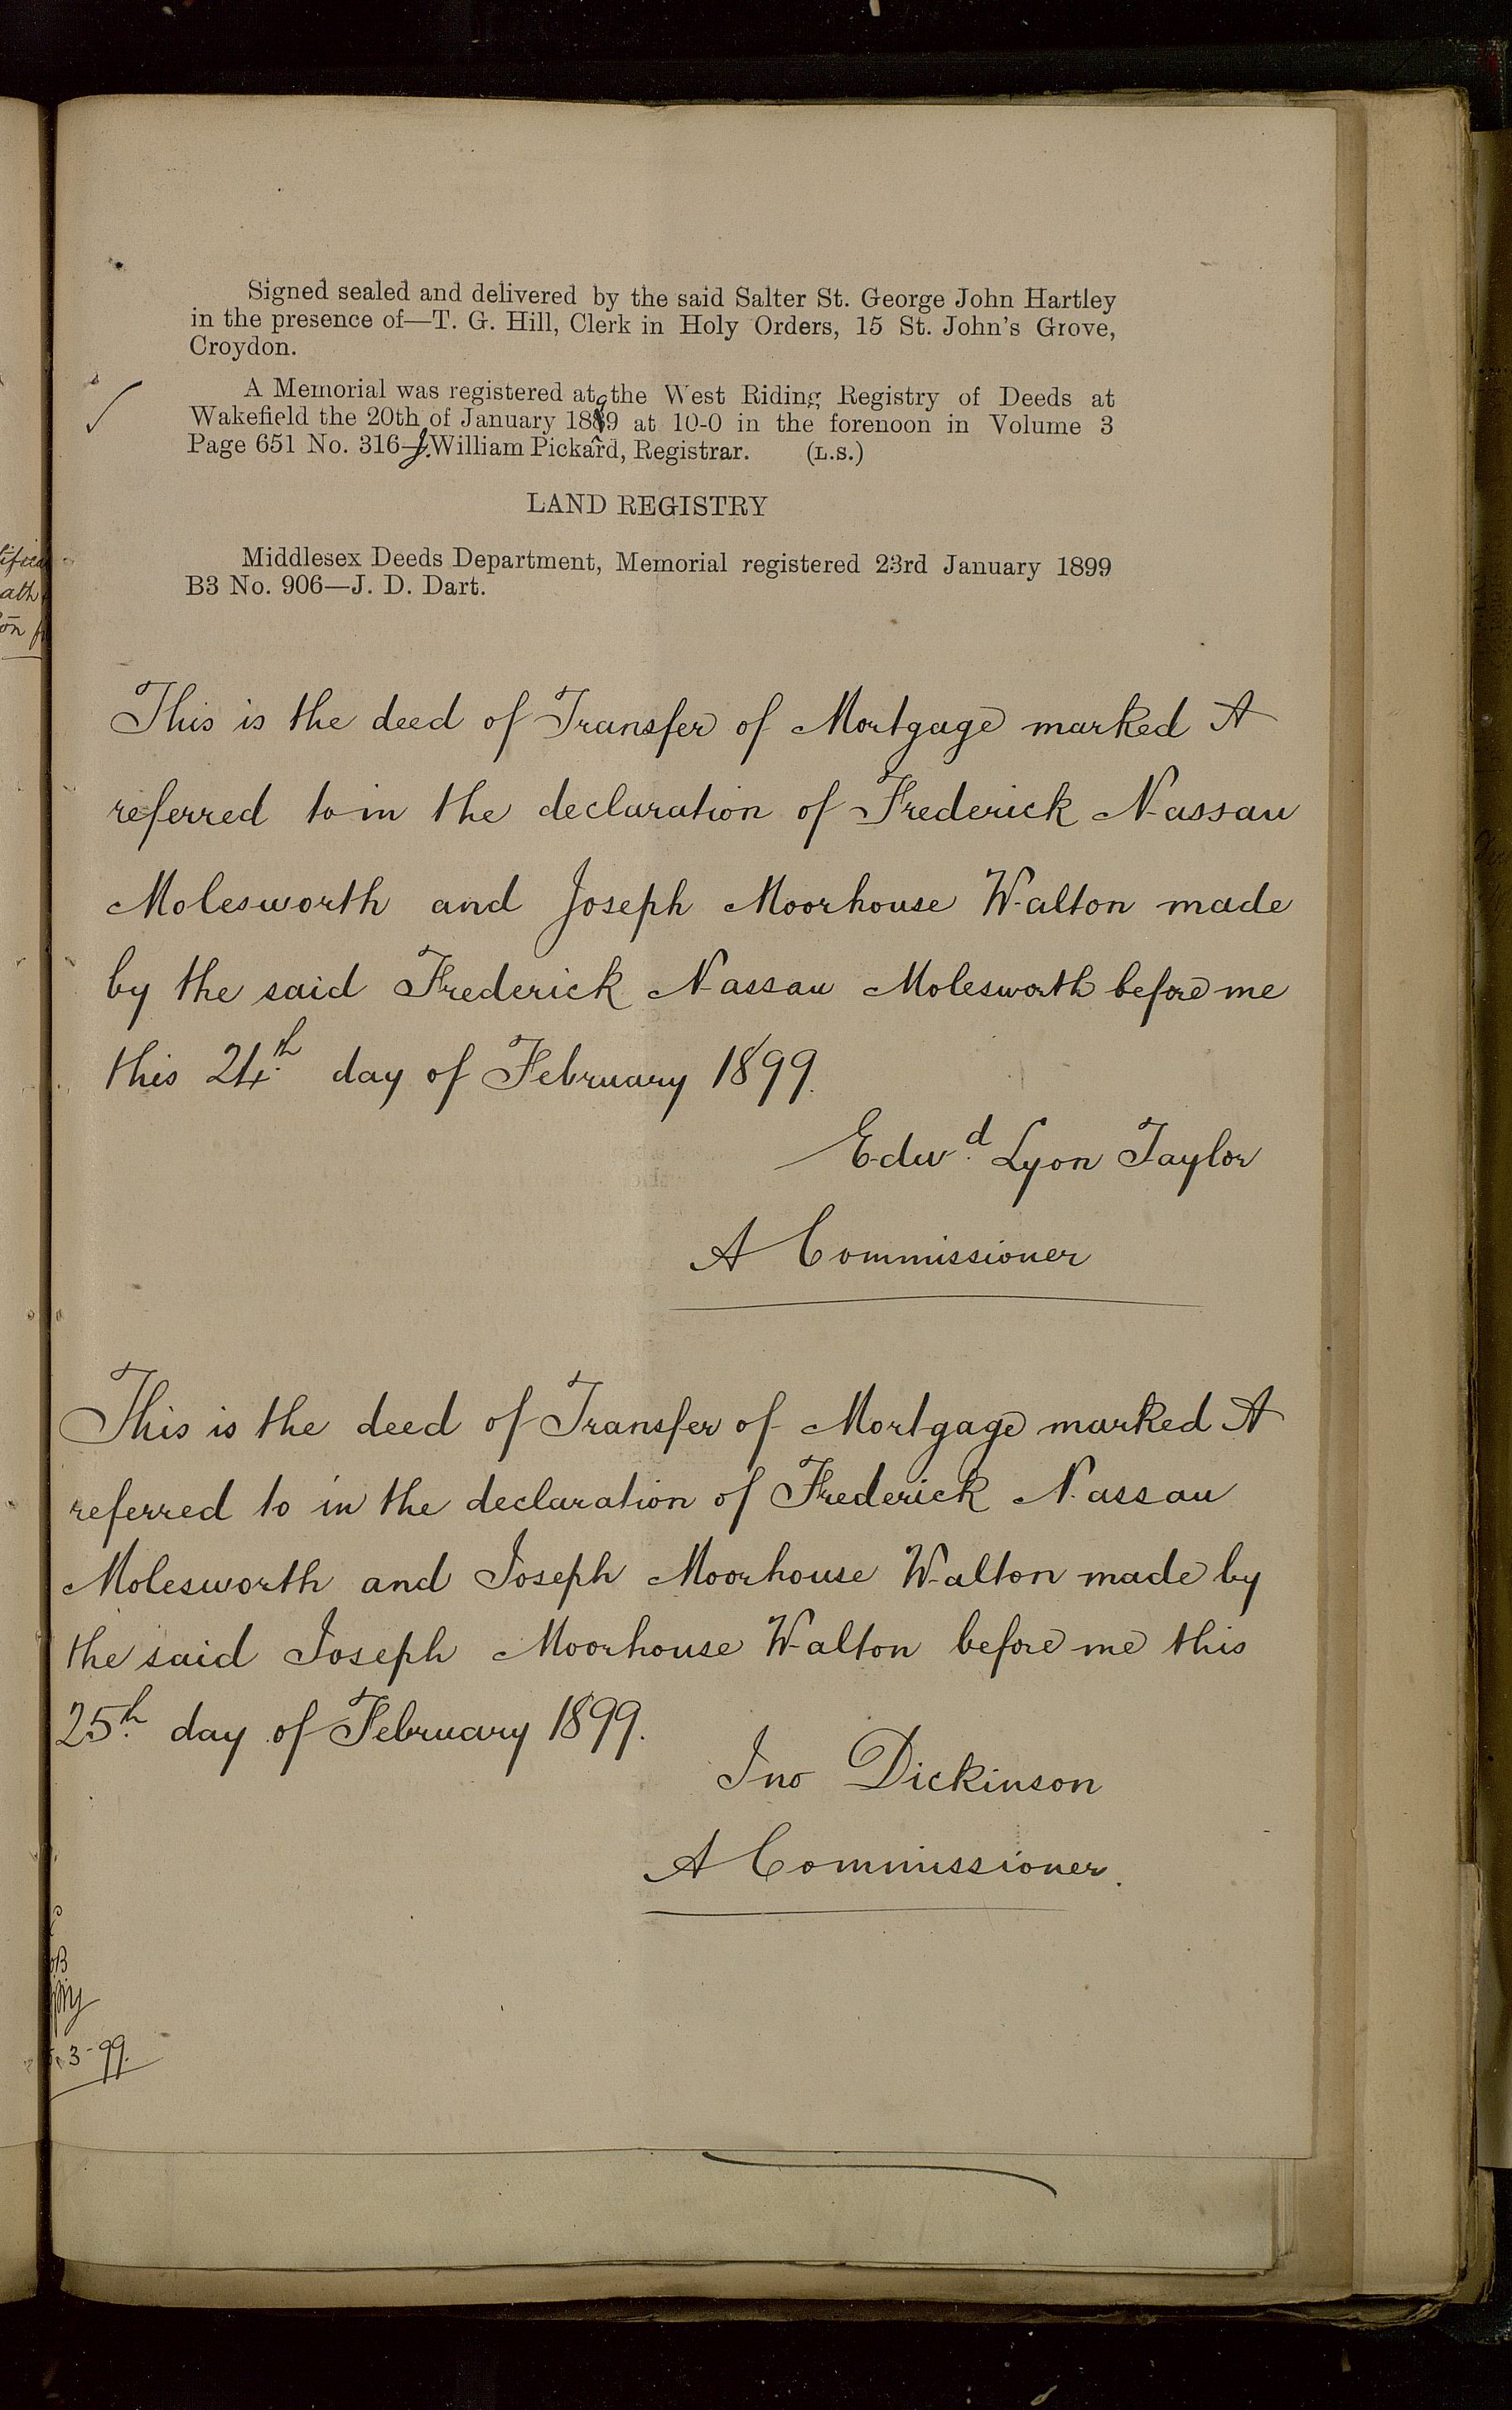 Signed sealed and delivered by the said Salter St. George John Hartley
in the presence of—T. G. Hill, Clerk in Holy Orders, 15 St. John's Grove,
Croydon.
A Memorial was registered at the West Riding Registry of Deeds at
Wakefield the 20th of January 1899 at 10-0 in the forenoon in Volume 3
Page 651 No. 316—J. William Pickard, Registrar. (L.S.)
LAND REGISTRY
Middlesex Deeds Department, Memorial registered 23rd January 1899
B3 No. 906—J. D. Dart.
This is the deed of Transfer of Mortgage marked A
referred to in the declaration of Frederick Nassau
Molesworth and Joseph Moorhouse Walton made
by the said Frederick Nassau Molesworth before me
this 24th day of February 1899.
Edwd Lyon Taylor
A Commissioner
This is the deed of Transfer of Mortgage marked A
referred to in the declaration of Frederick Nassau
Molesworth and Joseph Moorhouse Walton made by
the said Joseph Moorhouse Walton before me this
25th day of February 1899.
Jno Dickinson
A Commissioner.
3-99.